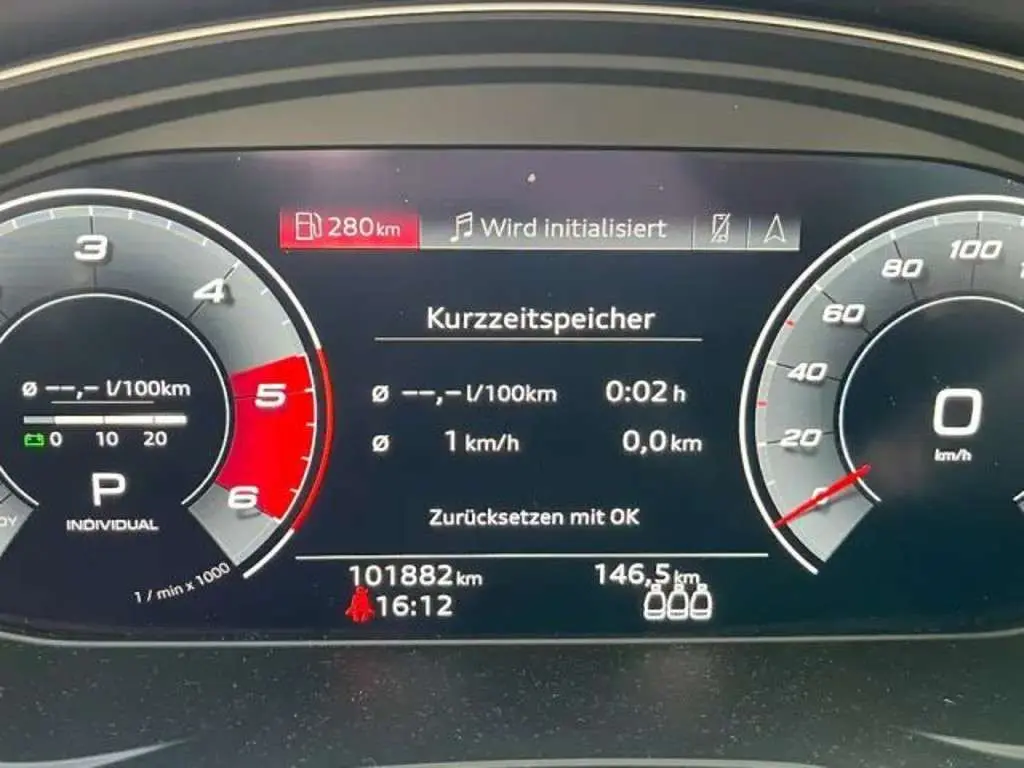 280 km Wird initialisiert
3
4
5
6
Ø --,- l/100km
0 10 20
P
INDIVIDUAL
DY
1 / min x 1000
Kurzzeitspeicher
Ø --,- l/100km 0:02 h
Ø 1 km/h 0,0 km
Zurücksetzen mit OK
101882 km 146,5 km
16:12
100
80
60
40
20
0
0
km/h